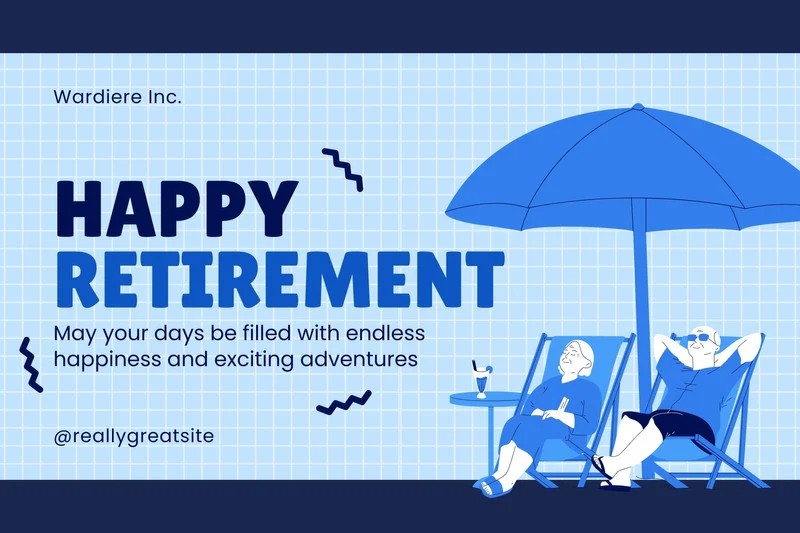 Wardiere Inc.
HAPPY
RETIREMENT
May your days be filled with endless
happiness and exciting adventures
@reallygreatsite